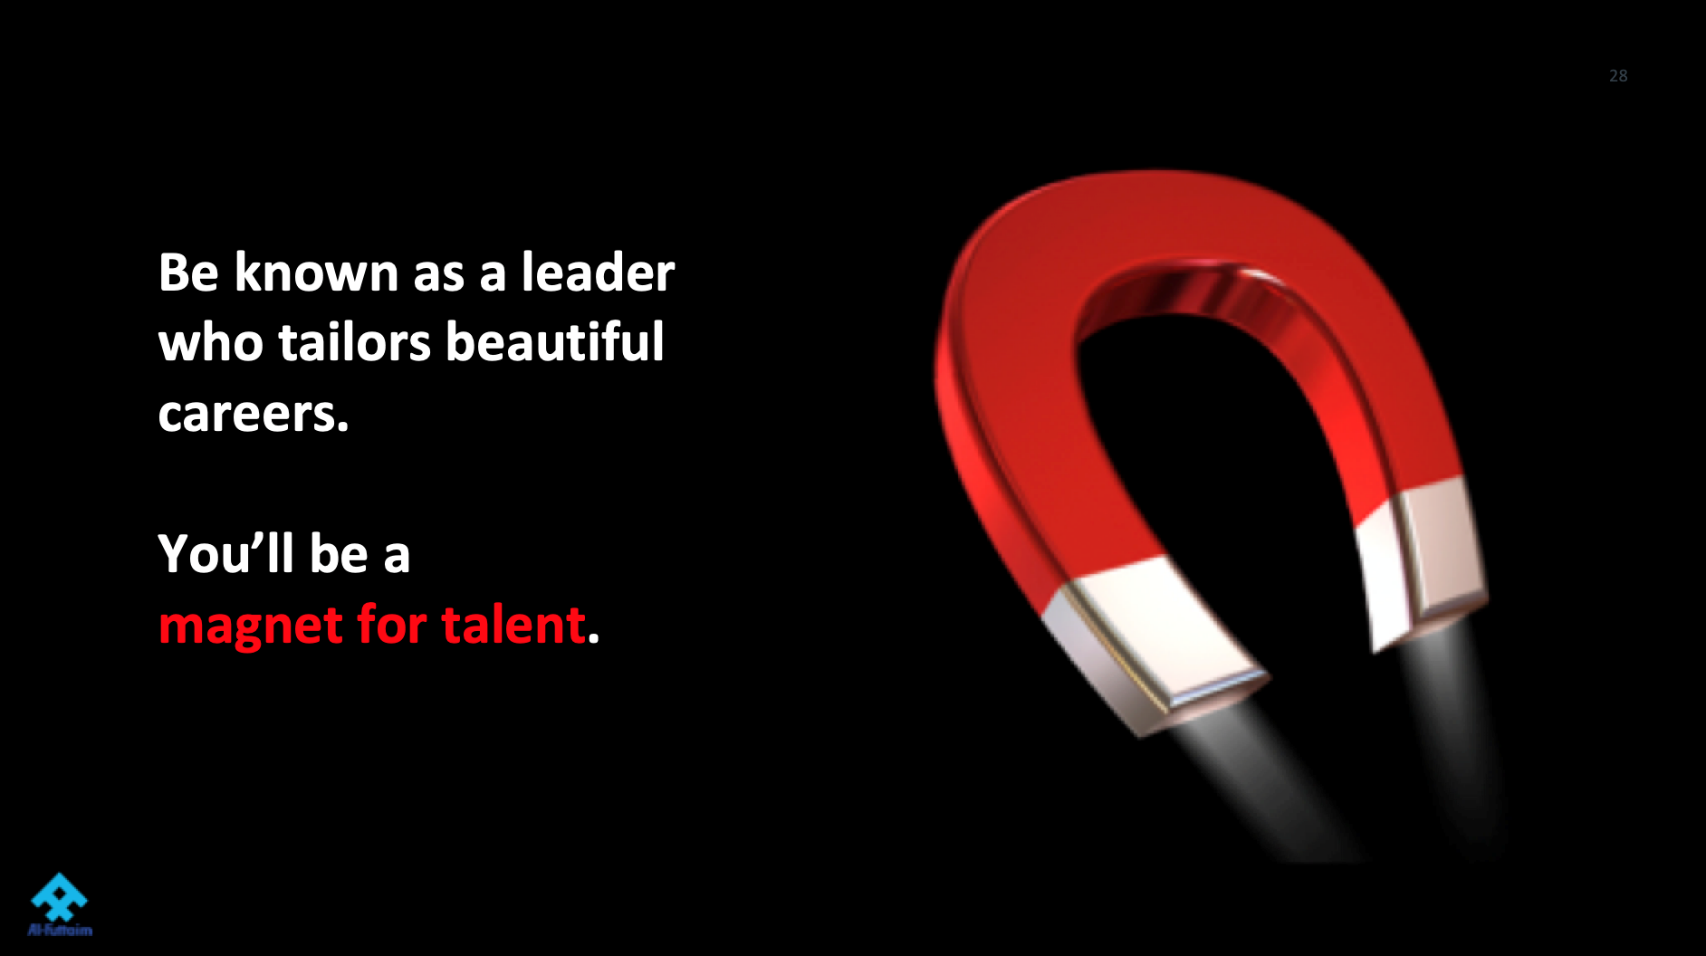 28
Be known as a leader
who tailors beautiful
careers.
You’ll be a
magnet for talent.
Al-Futtaim